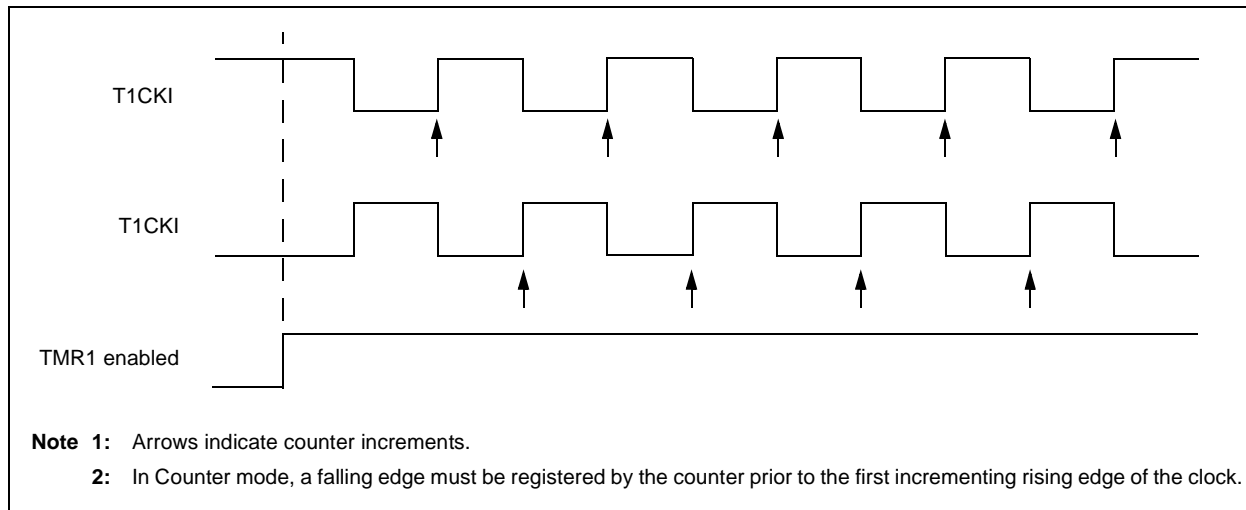 T1CKI
T1CKI
TMR1 enabled
Note 1: Arrows indicate counter increments.
2: In Counter mode, a falling edge must be registered by the counter prior to the first incrementing rising edge of the clock.